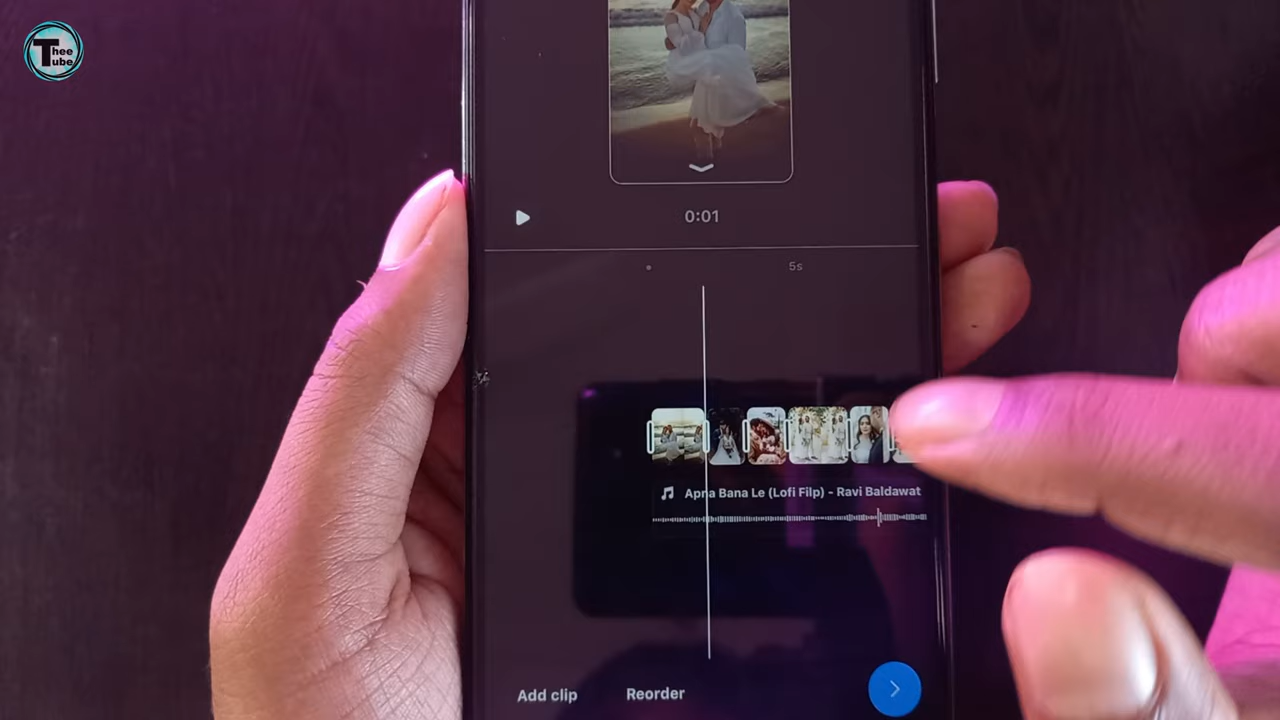 Thee
Tube
0:01
5s
Apna Bana Le (Lofi Filp) - Ravi Baldawat
Add clip
Reorder